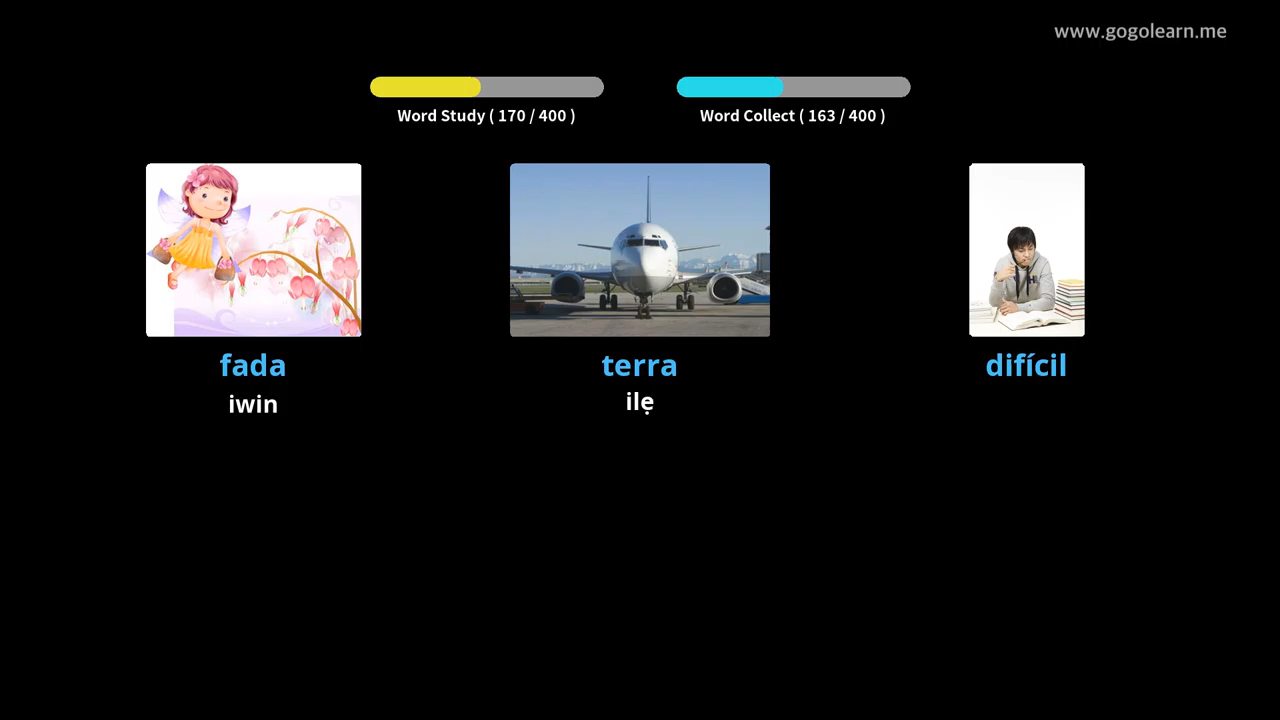 www.gogolearn.me
Word Study ( 170 / 400 )
Word Collect ( 163 / 400 )
fada
terra
difícil
iwin
ilẹ